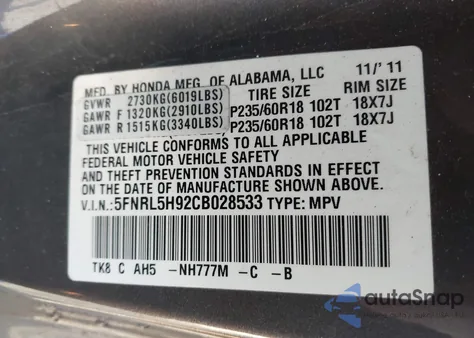 MFD. BY HONDA MFG. OF ALABAMA, LLC 11/'11
GVWR 2730KG(6019LBS) TIRE SIZE RIM SIZE
GAWR F 1320KG(2910LBS) P235/60R18 102T 18X7J
GAWR R 1515KG(3340LBS) P235/60R18 102T 18X7J
THIS VEHICLE CONFORMS TO ALL APPLICABLE
FEDERAL MOTOR VEHICLE SAFETY
AND THEFT PREVENTION STANDARDS IN EFFECT
ON THE DATE OF MANUFACTURE SHOWN ABOVE.
V.I.N.: 5FNRL5H92CB028533 TYPE: MPV
TK8 C AH5 -NH777M -C -B
autoSnap